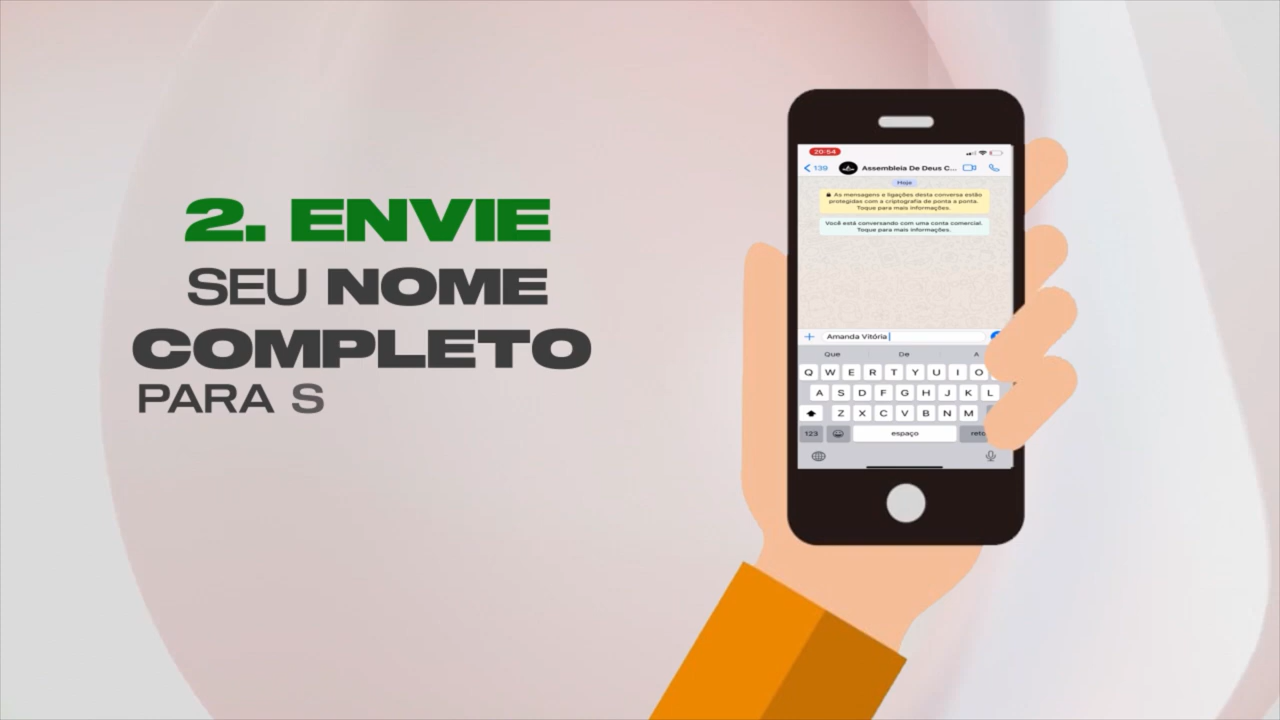 2. ENVIE
SEU NOME
COMPLETO
PARA S
20:54
139
Assembleia De Deus C...
Hoje
As mensagens e ligações desta conversa estão
protegidas com a criptografia de ponta a ponta.
Toque para mais informações.
Você está conversando com uma conta comercial.
Toque para mais informações.
Amanda Vitória
Que De A
Q W E R T Y U I O
A S D F G H J K L
Z X C V B N M
123 espaço reto